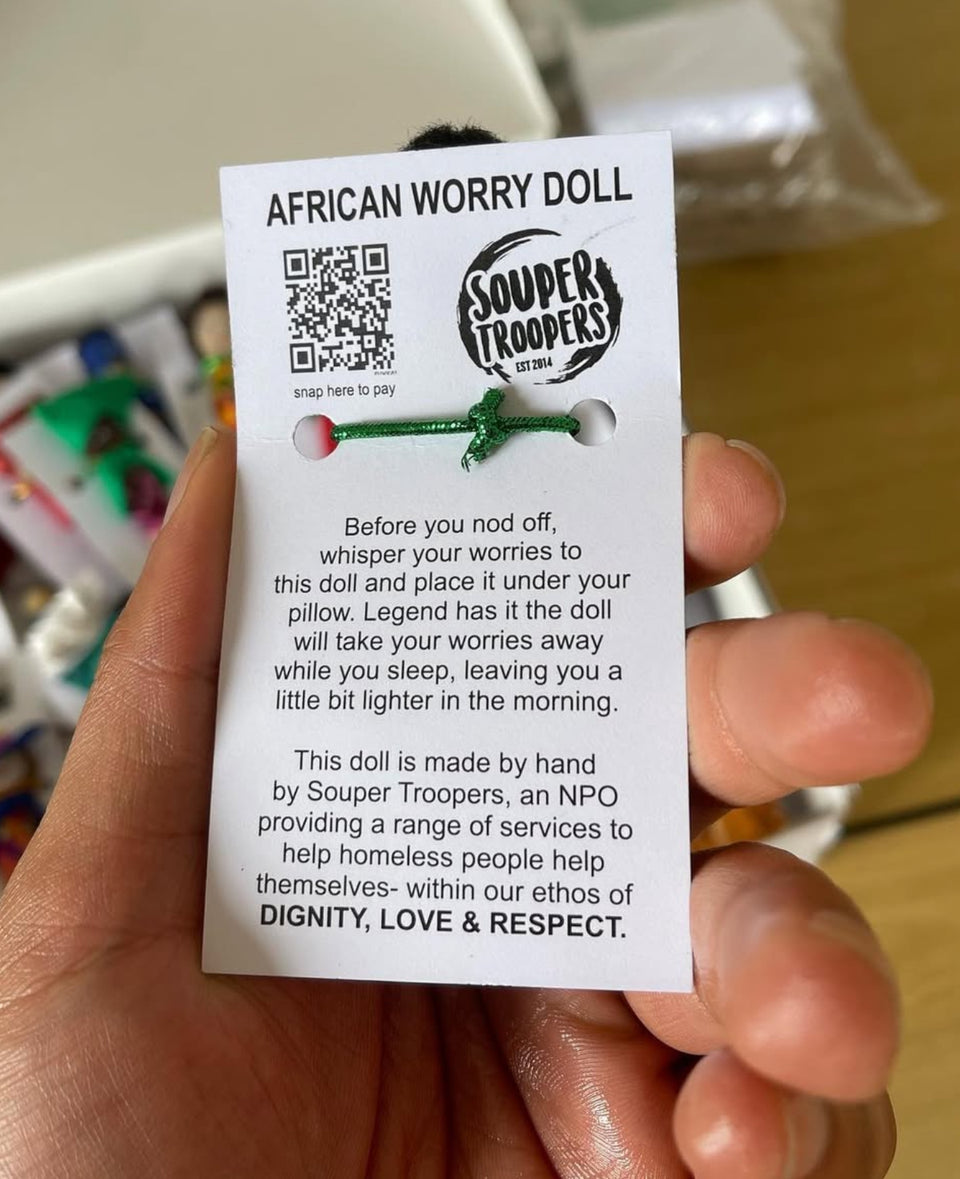 AFRICAN WORRY DOLL
SOUPER
TROOPERS
EST 2014
snap here to pay
Before you nod off,
whisper your worries to
this doll and place it under your
pillow. Legend has it the doll
will take your worries away
while you sleep, leaving you a
little bit lighter in the morning.
This doll is made by hand
by Souper Troopers, an NPO
providing a range of services to
help homeless people help
themselves- within our ethos of
DIGNITY, LOVE & RESPECT.